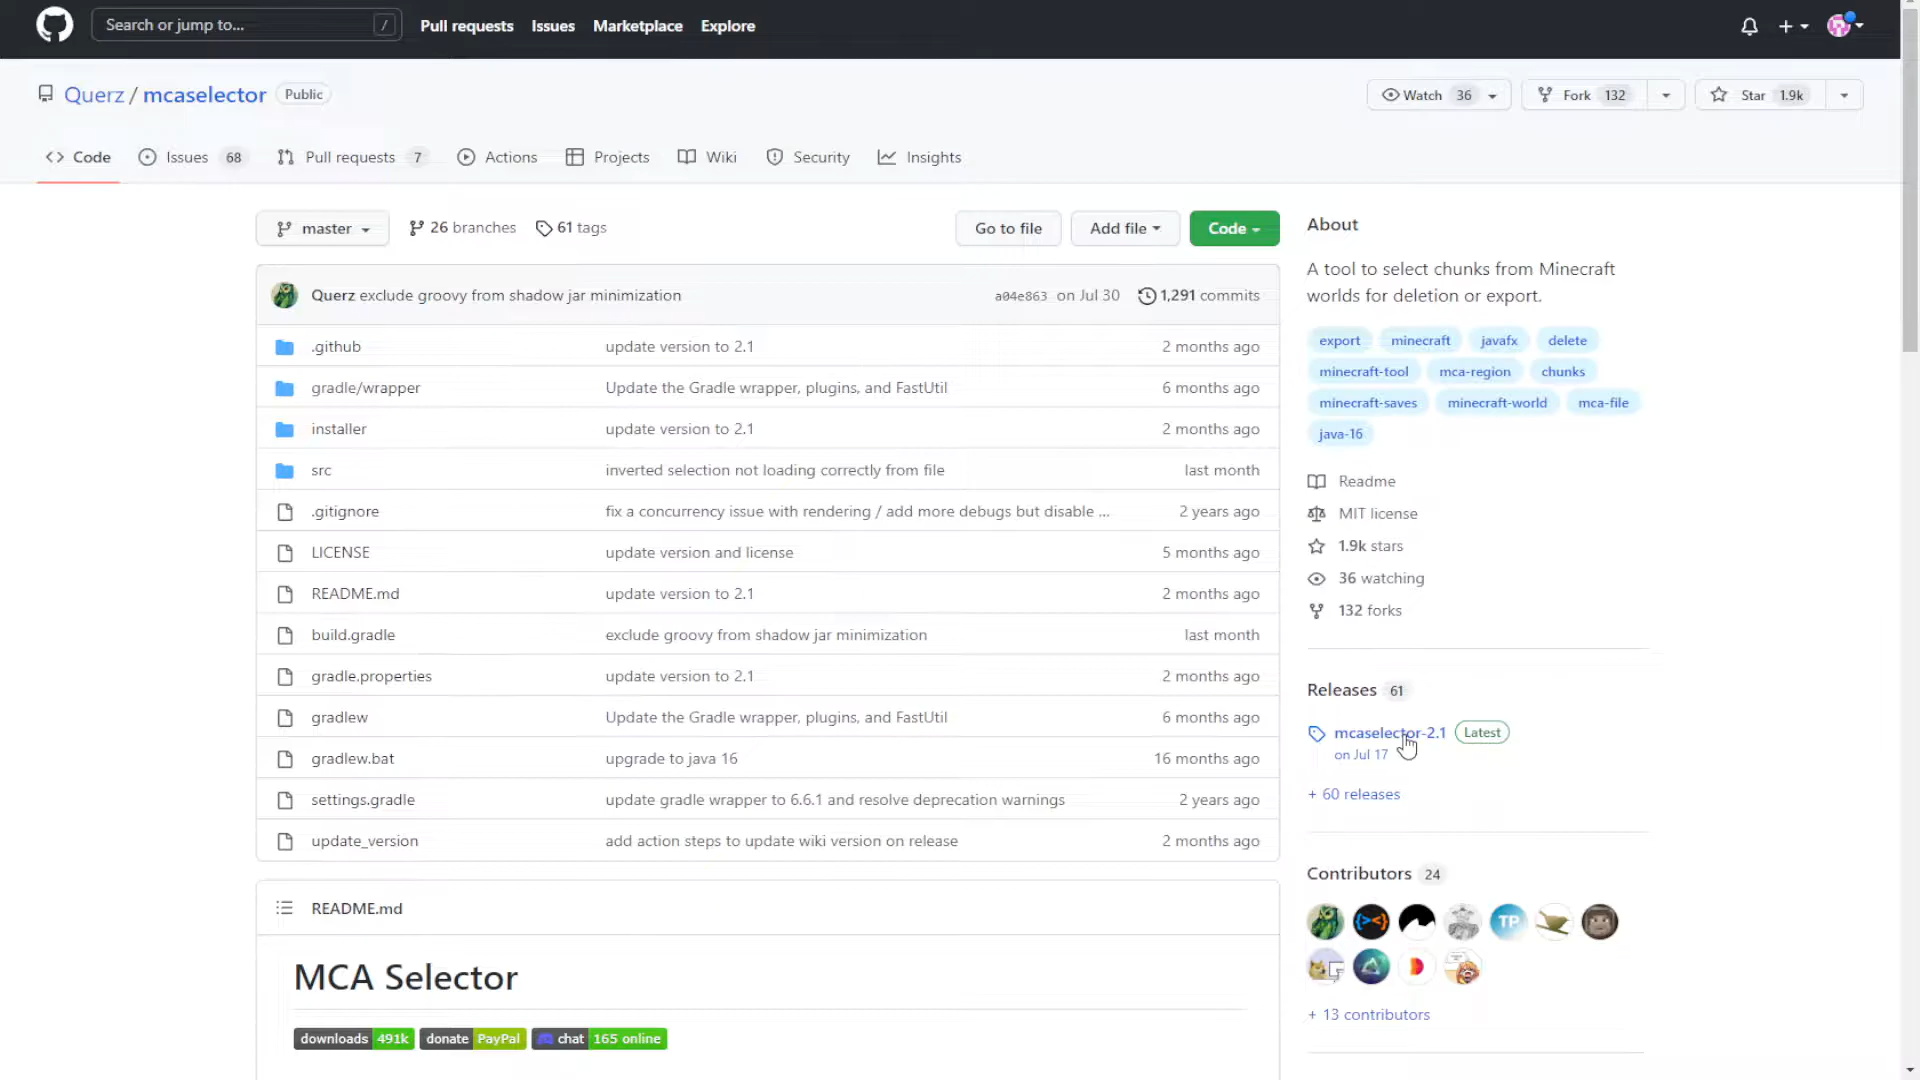 Search or jump to... /
Pull requests Issues Marketplace Explore
Querz / mcaselector Public
Watch 36 Fork 132 Star 1.9k
Code Issues 68 Pull requests 7 Actions Projects Wiki Security Insights
master 26 branches 61 tags Go to file Add file Code
Querz exclude groovy from shadow jar minimization a04e863 on Jul 30 1,291 commits
.github update version to 2.1 2 months ago
gradle/wrapper Update the Gradle wrapper, plugins, and FastUtil 6 months ago
installer update version to 2.1 2 months ago
src inverted selection not loading correctly from file last month
.gitignore fix a concurrency issue with rendering / add more debugs but disable ... 2 years ago
LICENSE update version and license 5 months ago
README.md update version to 2.1 2 months ago
build.gradle exclude groovy from shadow jar minimization last month
gradle.properties update version to 2.1 2 months ago
gradlew Update the Gradle wrapper, plugins, and FastUtil 6 months ago
gradlew.bat upgrade to java 16 16 months ago
settings.gradle update gradle wrapper to 6.6.1 and resolve deprecation warnings 2 years ago
update_version add action steps to update wiki version on release 2 months ago
README.md
MCA Selector
downloads 491k donate PayPal chat 165 online
About
A tool to select chunks from Minecraft
worlds for deletion or export.
export minecraft javafx delete
minecraft-tool mca-region chunks
minecraft-saves minecraft-world mca-file
java-16
Readme
MIT license
1.9k stars
36 watching
132 forks
Releases 61
mcaselector-2.1 Latest
on Jul 17
+ 60 releases
Contributors 24
TP
+ 13 contributors